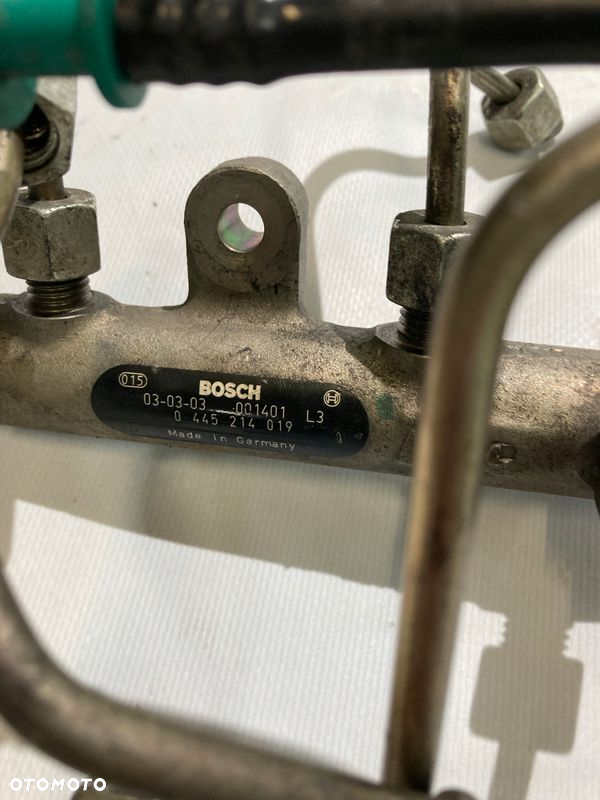 015 BOSCH
03-03-03 001401 L3
0 445 214 019
Made in Germany
OTOMOTO